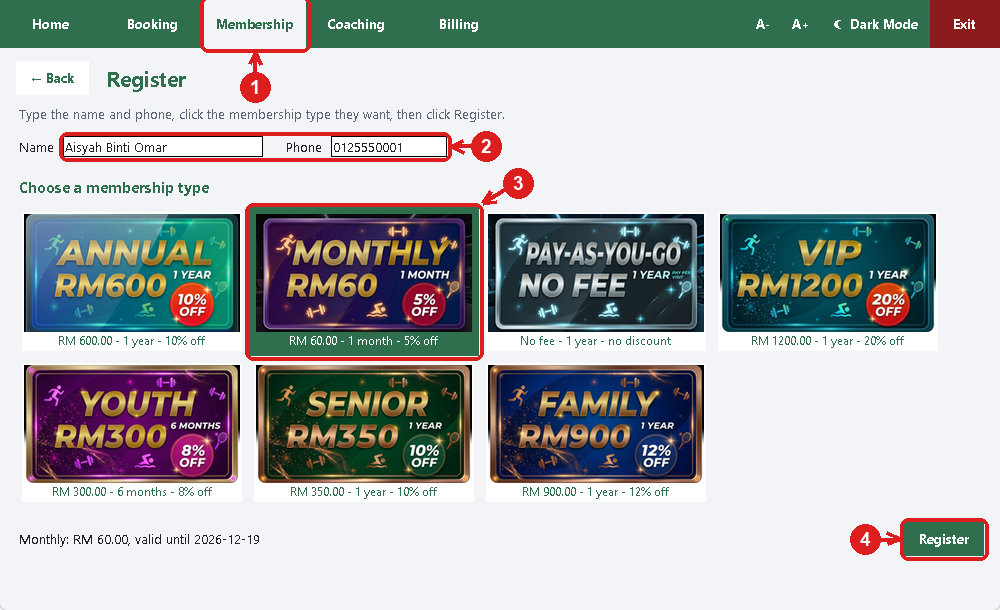 Home Booking Membership Coaching Billing A- A+ ☾ Dark Mode Exit
1
← Back Register
Type the name and phone, click the membership type they want, then click Register.
Name Aisyah Binti Omar Phone 0125550001 2
3
Choose a membership type
ANNUAL
1 YEAR
RM600
10% OFF
RM 600.00 - 1 year - 10% off
MONTHLY
1 MONTH
RM60
5% OFF
RM 60.00 - 1 month - 5% off
PAY-AS-YOU-GO
NO FEE 1 YEAR PAY PER VISIT
No fee - 1 year - no discount
VIP
1 YEAR
RM1200
20% OFF
RM 1200.00 - 1 year - 20% off
YOUTH
6 MONTHS
RM300
8% OFF
RM 300.00 - 6 months - 8% off
SENIOR
1 YEAR
RM350
10% OFF
RM 350.00 - 1 year - 10% off
FAMILY
1 YEAR
RM900
12% OFF
RM 900.00 - 1 year - 12% off
Monthly: RM 60.00, valid until 2026-12-19
4 Register